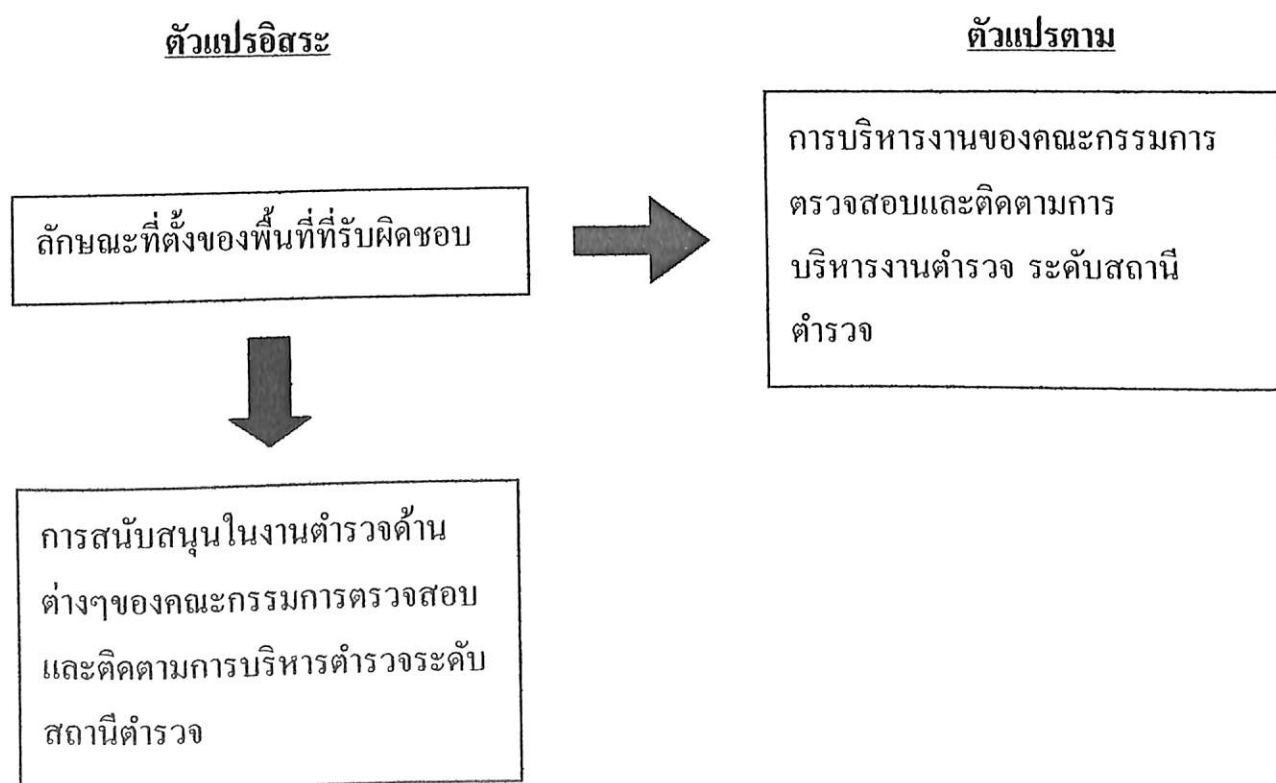 ตัวแปรอิสระ
ตัวแปรตาม
ลักษณะที่ตั้งของพื้นที่ที่รับผิดชอบ
การบริหารงานของคณะกรรมการ
ตรวจสอบและติดตามการ
บริหารงานตำรวจ ระดับสถานี
ตำรวจ
การสนับสนุนในงานตำรวจด้าน
ต่างๆของคณะกรรมการตรวจสอบ
และติดตามการบริหารตำรวจระดับ
สถานีตำรวจ